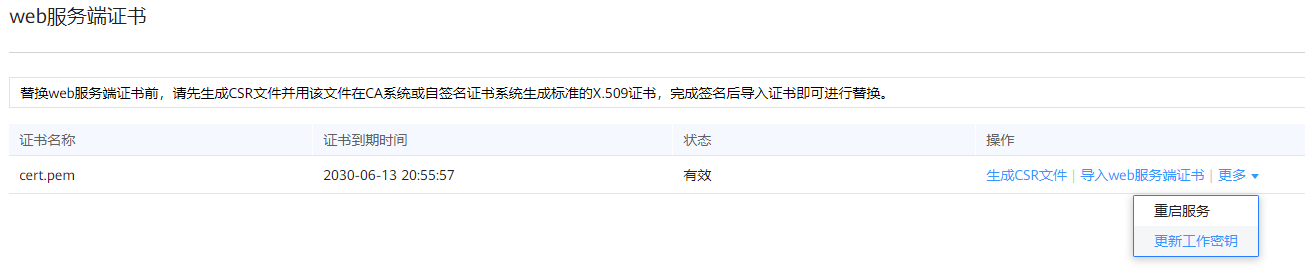 web服务端证书
替换web服务端证书前，请先生成CSR文件并用该文件在CA系统或自签名证书系统生成标准的X.509证书，完成签名后导入证书即可进行替换。
证书名称 证书到期时间 状态 操作
cert.pem 2030-06-13 20:55:57 有效 生成CSR文件 | 导入web服务端证书 | 更多
重启服务
更新工作密钥